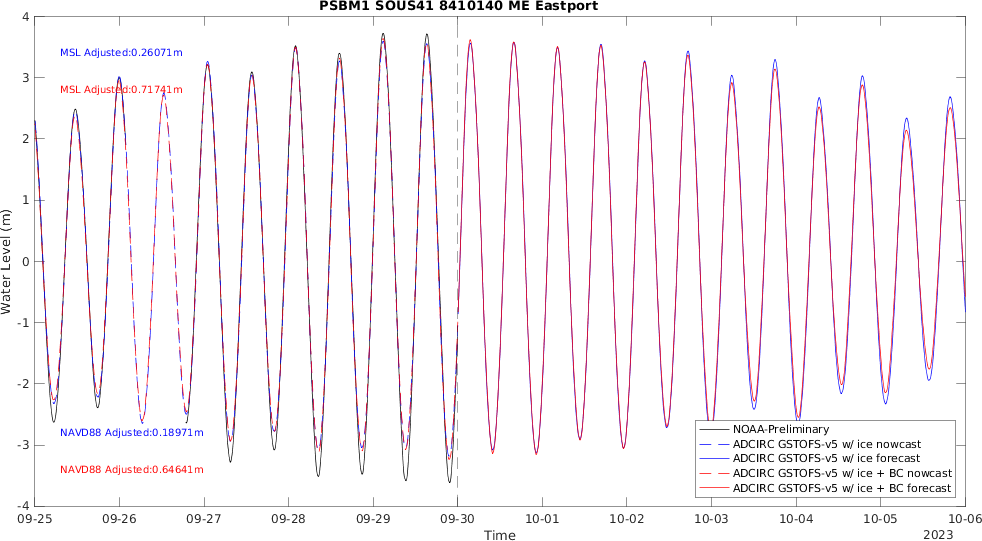 PSBM1 SOUS41 8410140 ME Eastport
4
3
2
1
0
-1
-2
-3
-4
Water Level (m)
MSL Adjusted:0.26071m
MSL Adjusted:0.71741m
NAVD88 Adjusted:0.18971m
NAVD88 Adjusted:0.64641m
NOAA-Preliminary
ADCIRC GSTOFS-v5 w/ ice nowcast
ADCIRC GSTOFS-v5 w/ ice forecast
ADCIRC GSTOFS-v5 w/ ice + BC nowcast
ADCIRC GSTOFS-v5 w/ ice + BC forecast
09-25 09-26 09-27 09-28 09-29 09-30 10-01 10-02 10-03 10-04 10-05 10-06
Time
2023